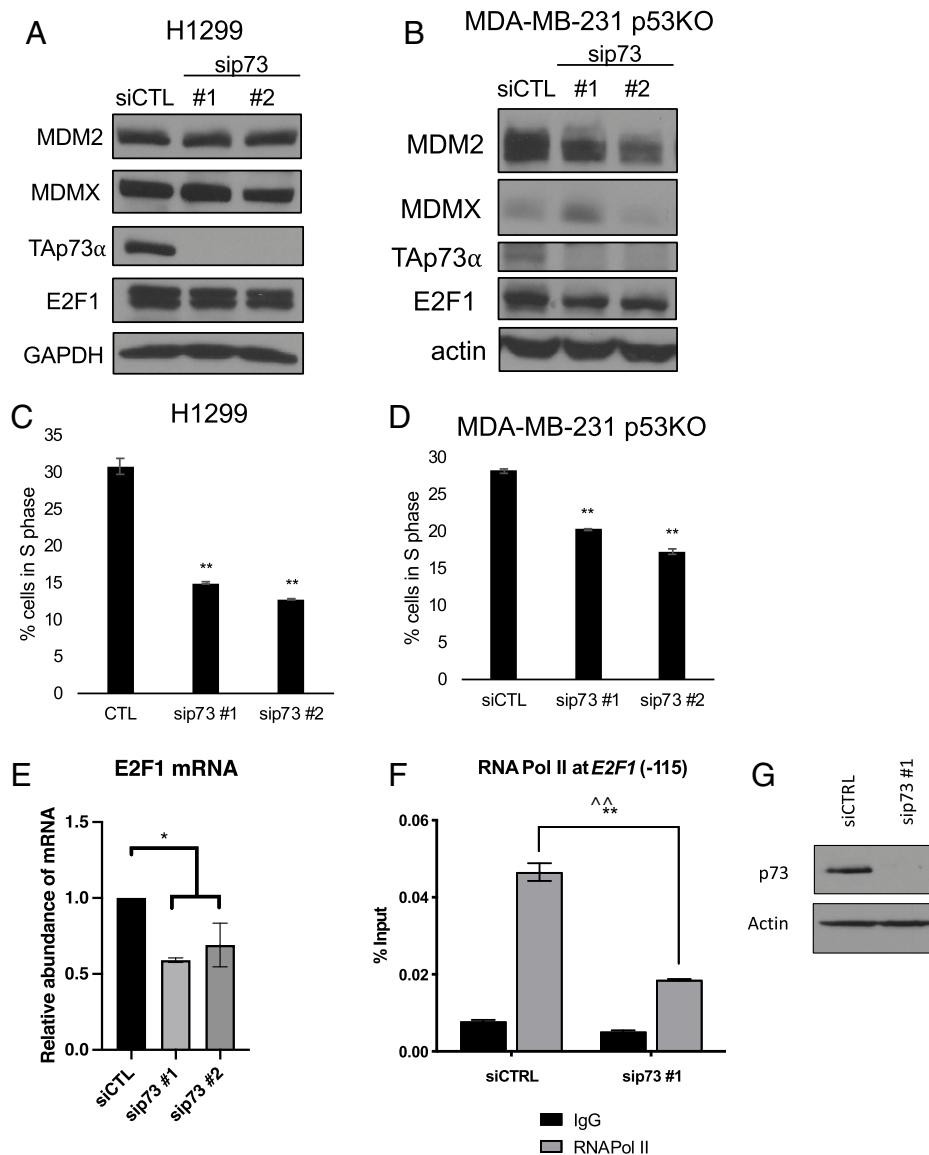 A
H1299
sip73
siCTL #1 #2
MDM2
MDMX
TAp73α
E2F1
GAPDH
B
MDA-MB-231 p53KO
sip73
siCTL #1 #2
MDM2
MDMX
TAp73α
E2F1
actin
C
H1299
% cells in S phase
35
30
25
20
15
10
5
0
**
**
CTL sip73 #1 sip73 #2
D
MDA-MB-231 p53KO
% cells in S phase
30
25
20
15
10
5
0
**
**
siCTL sip73 #1 sip73 #2
E
E2F1 mRNA
Relative abundance of mRNA
1.5
1.0
0.5
0.0
*
siCTL
sip73 #1
sip73 #2
F
RNA Pol II at E2F1 (-115)
^^
**
% Input
0.06
0.04
0.02
0.00
siCTRL sip73 #1
IgG
RNAPol II
G
siCTRL
sip73 #1
p73
Actin